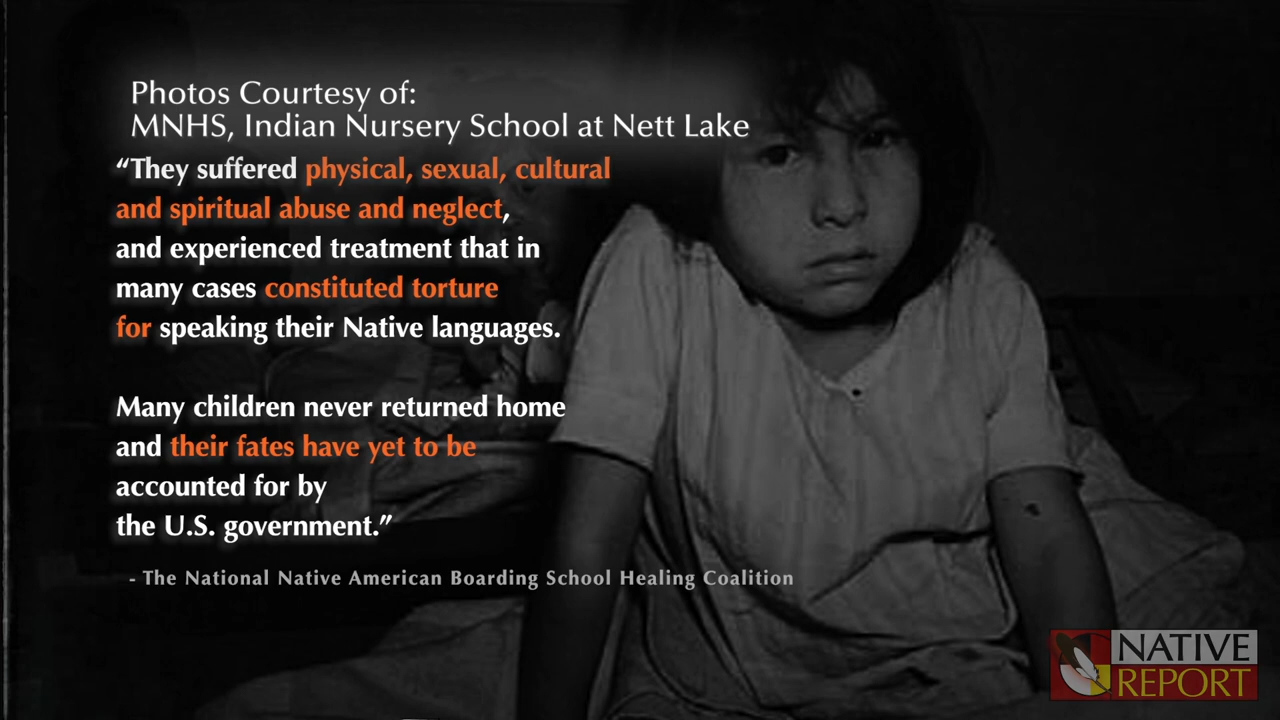 Photos Courtesy of:
MNHS, Indian Nursery School at Nett Lake
“They suffered physical, sexual, cultural
and spiritual abuse and neglect,
and experienced treatment that in
many cases constituted torture
for speaking their Native languages.
Many children never returned home
and their fates have yet to be
accounted for by
the U.S. government.”
- The National Native American Boarding School Healing Coalition
NATIVE
REPORT